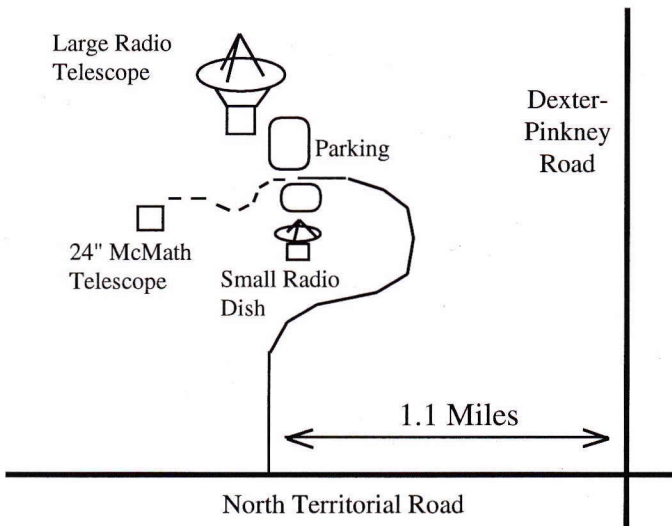 Large Radio
Telescope
Dexter-
Pinkney
Road
Parking
24" McMath
Telescope
Small Radio
Dish
1.1 Miles
North Territorial Road